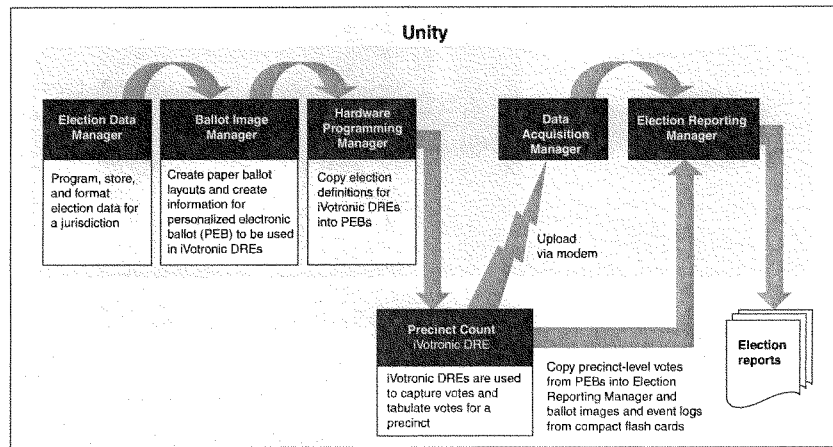 Unity
Election Data
Manager
Program, store,
and format
election data for
a jurisdiction
Ballot Image
Manager
Create paper ballot
layouts and create
information for
personalized electronic
ballot (PEB) to be used
in iVotronic DREs
Hardware
Programming
Manager
Copy election
definitions for
iVotronic DREs
into PEBs
Data
Acquisition
Manager
Election Reporting
Manager
Upload
via modem
Precinct Count
iVotronic DRE
iVotronic DREs are used
to capture votes and
tabulate votes for a
precinct
Copy precinct-level votes
from PEBs into Election
Reporting Manager and
ballot images and event logs
from compact flash cards
Election
reports